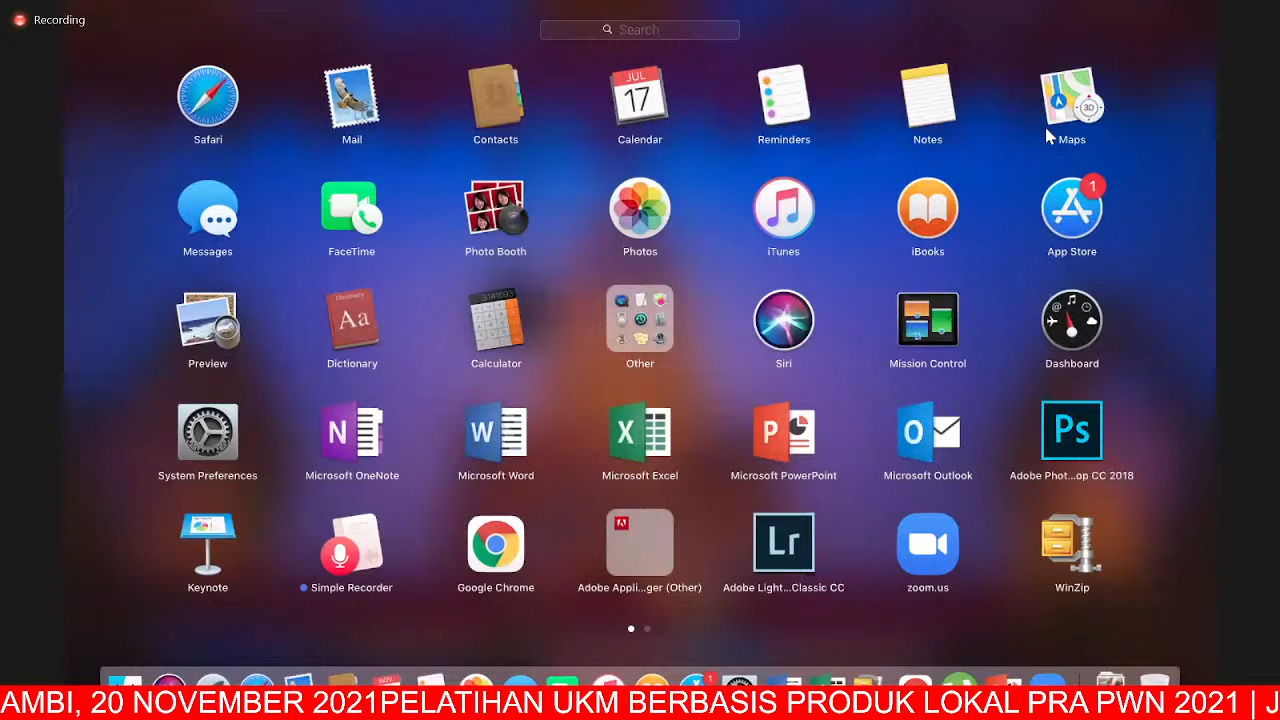 Recording
Search
JUL
17
3D
Safari
Mail
Contacts
Calendar
Reminders
Notes
Maps
1
Messages
FaceTime
Photo Booth
Photos
iTunes
iBooks
App Store
Dictionary
Aa
Preview
Dictionary
Calculator
Other
Siri
Mission Control
Dashboard
N
W
X
P
O
Ps
System Preferences
Microsoft OneNote
Microsoft Word
Microsoft Excel
Microsoft PowerPoint
Microsoft Outlook
Adobe Phot...op CC 2018
Lr
Keynote
Simple Recorder
Google Chrome
Adobe Appli...ger (Other)
Adobe Light...Classic CC
zoom.us
WinZip
NOV
1
AMBI, 20 NOVEMBER 2021PELATIHAN UKM BERBASIS PRODUK LOKAL PRA PWN 2021 | J